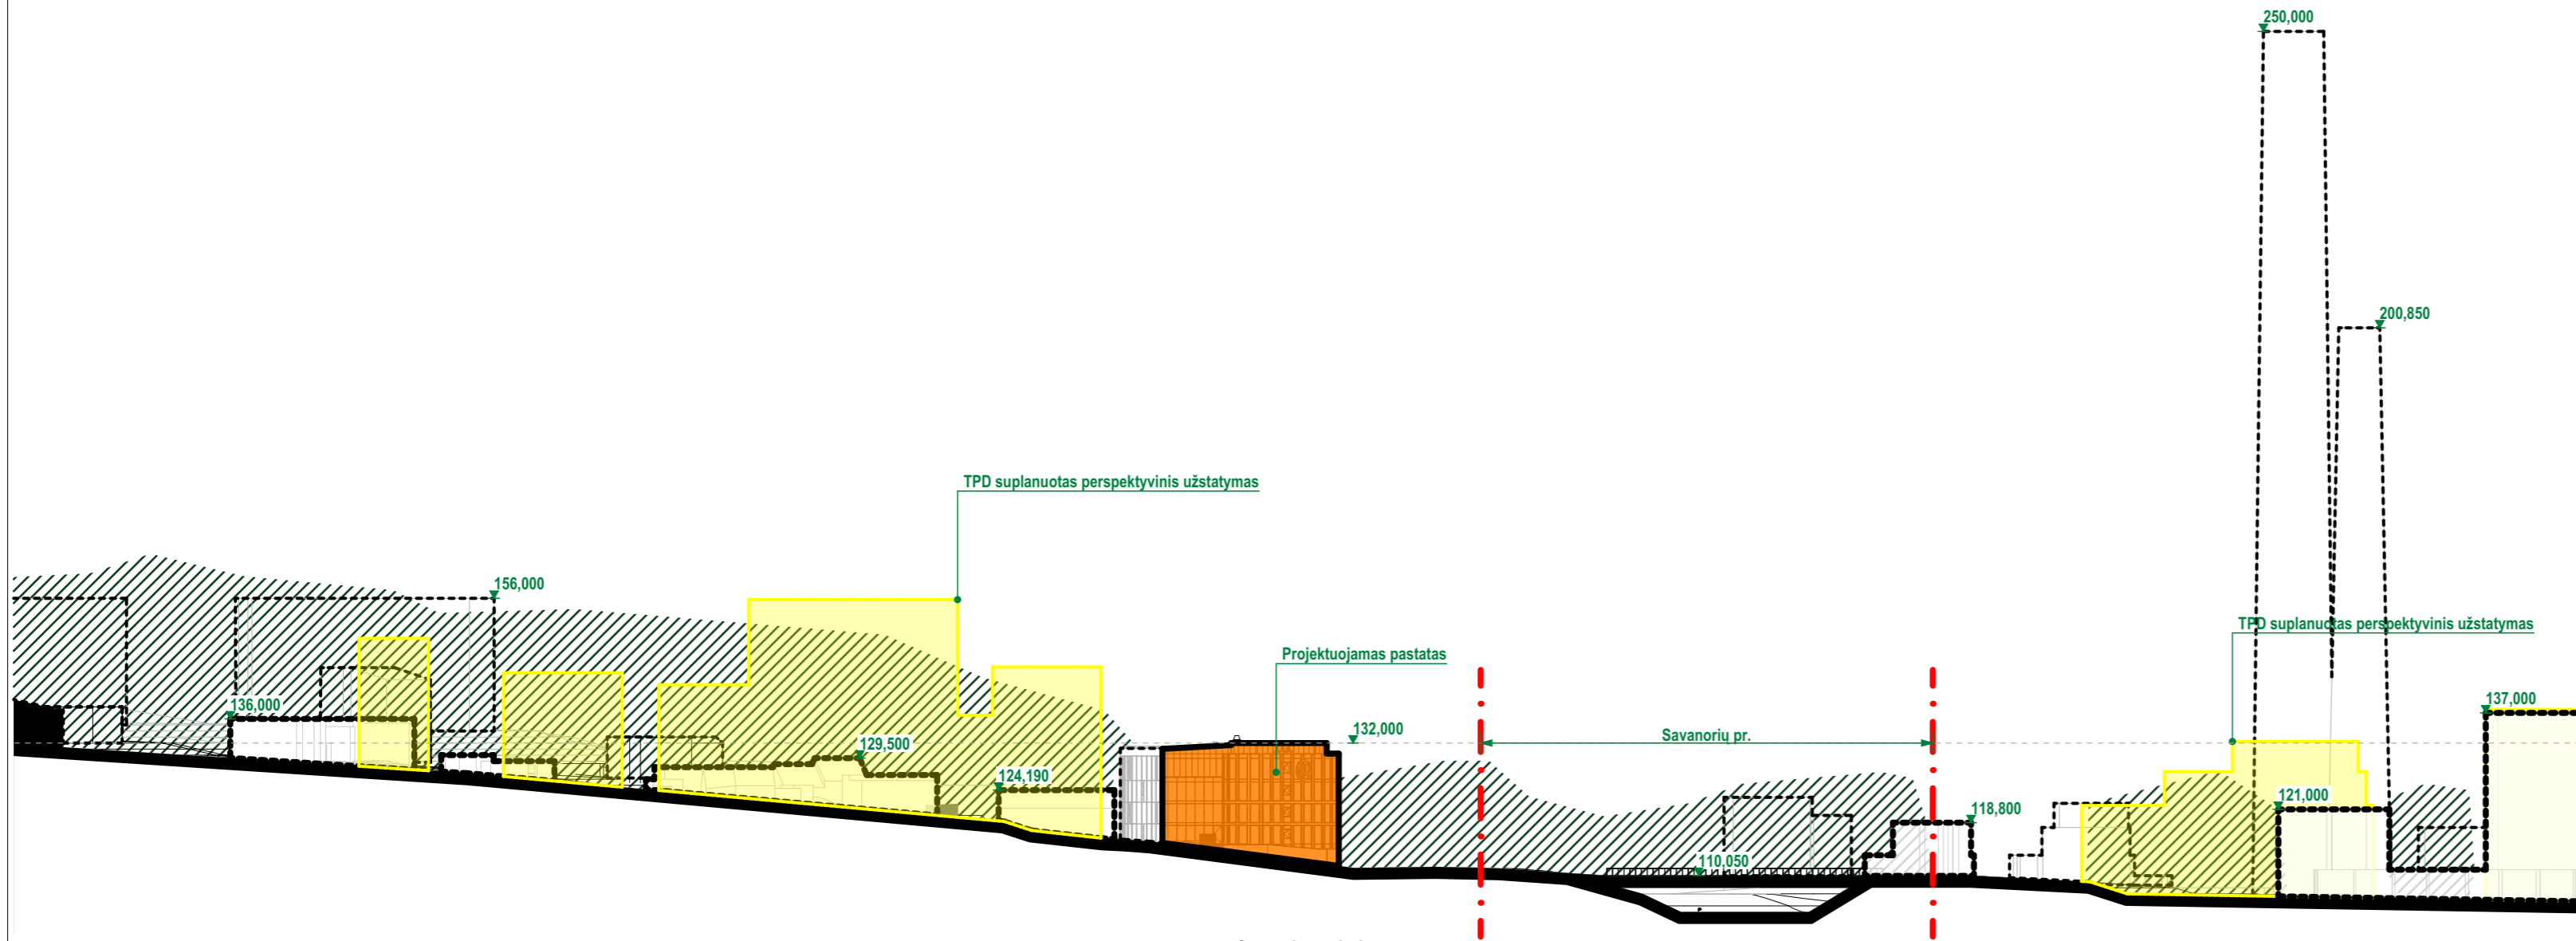 250,000
200,850
TPD suplanuotas perspektyvinis užstatymas
156,000
TPD suplanuotas perspektyvinis užstatymas
Projektuojamas pastatas
136,000
137,000
132,000
Savanorių pr.
129,500
124,190
121,000
118,800
110,050